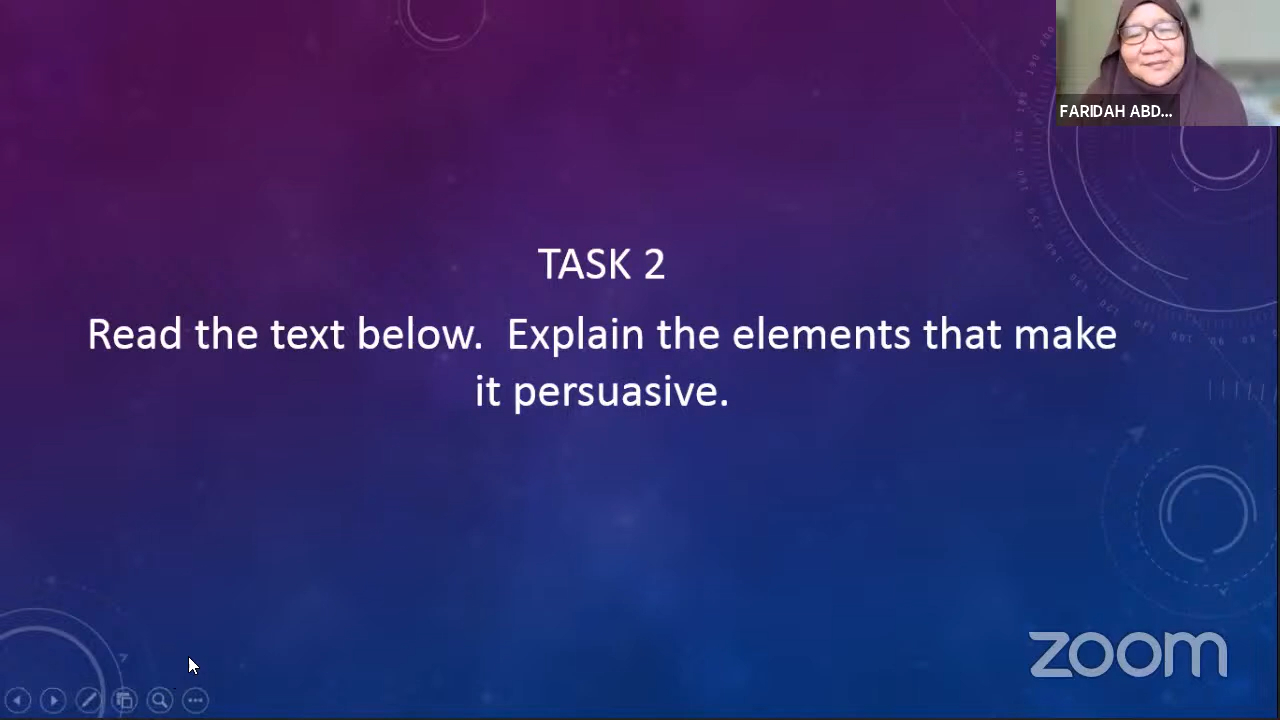 FARIDAH ABD...
TASK 2
Read the text below. Explain the elements that make
it persuasive.
zoom